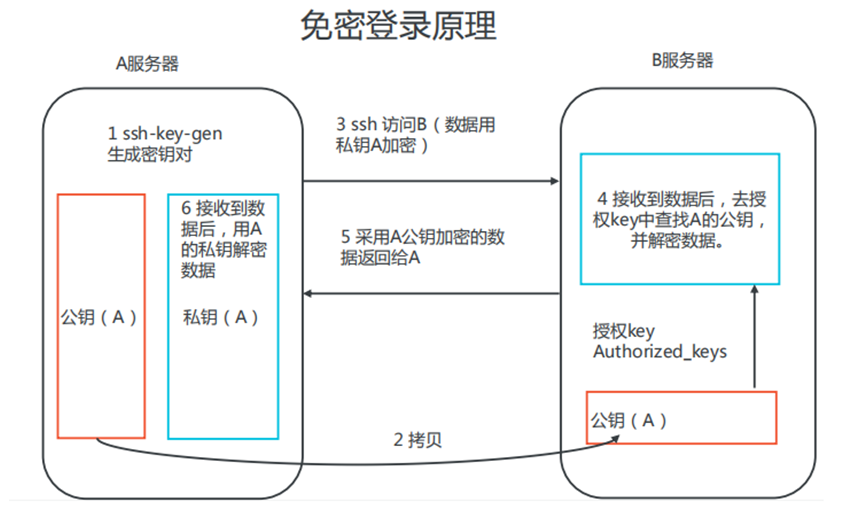 免密登录原理
A服务器
B服务器
1 ssh-key-gen
生成密钥对
3 ssh 访问B（数据用
私钥A加密）
4 接收到数据后，去授
权key中查找A的公钥，
并解密数据。
6 接收到数
据后，用A
的私钥解密
数据
5 采用A公钥加密的数
据返回给A
公钥（A）
私钥（A）
授权key
Authorized_keys
公钥（A）
2 拷贝